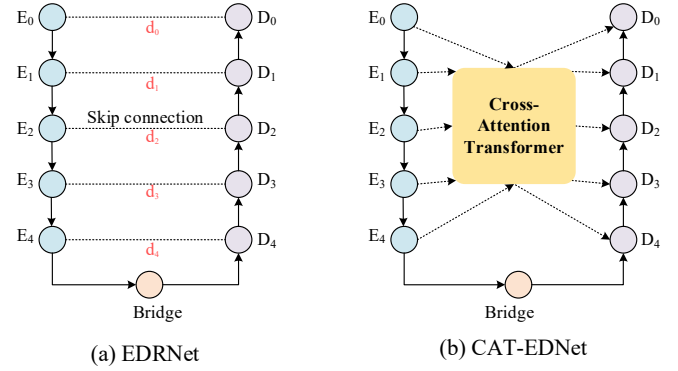 E₀ d₀ D₀
E₁ d₁ D₁
Skip connection
E₂ d₂ D₂
E₃ d₃ D₃
E₄ d₄ D₄
Bridge
(a) EDRNet
E₀ D₀
E₁ D₁
Cross-
Attention
Transformer
E₂ D₂
E₃ D₃
E₄ D₄
Bridge
(b) CAT-EDNet